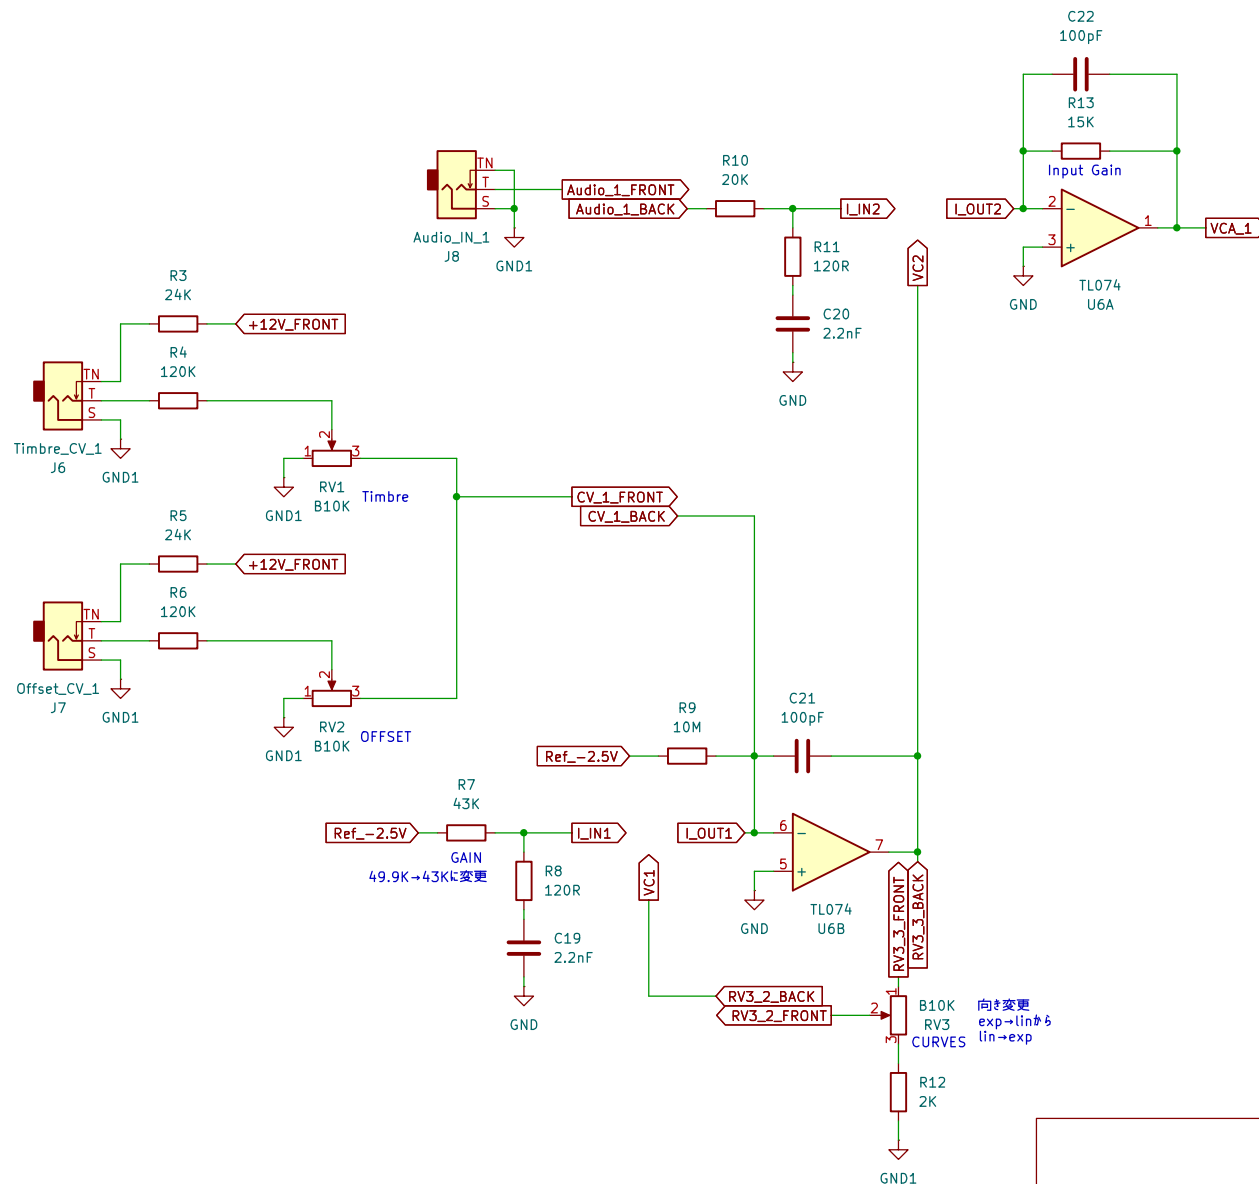 C22
100pF
R13
15K
Input Gain
I_OUT2
2
3
1
VCA_1
TL074
U6A
GND
TN
T
S
Audio_IN_1
J8
GND1
Audio_1_FRONT
Audio_1_BACK
R10
20K
I_IN2
R11
120R
C20
2.2nF
GND
VC2
R3
24K
+12V_FRONT
R4
120K
TN
T
S
Timbre_CV_1
J6
GND1
1
2
3
RV1
B10K
Timbre
GND1
CV_1_FRONT
CV_1_BACK
R5
24K
+12V_FRONT
R6
120K
TN
T
S
Offset_CV_1
J7
GND1
1
2
3
RV2
B10K
OFFSET
GND1
R9
10M
Ref_-2.5V
C21
100pF
R7
43K
Ref_-2.5V
I_IN1
GAIN
49.9K→43Kに変更
R8
120R
C19
2.2nF
GND
I_OUT1
6
5
7
TL074
U6B
GND
VC1
RV3_3_FRONT
RV3_3_BACK
RV3_2_BACK
RV3_2_FRONT
1
2
3
B10K
RV3
CURVES
向き変更
exp→linから
lin→exp
R12
2K
GND1